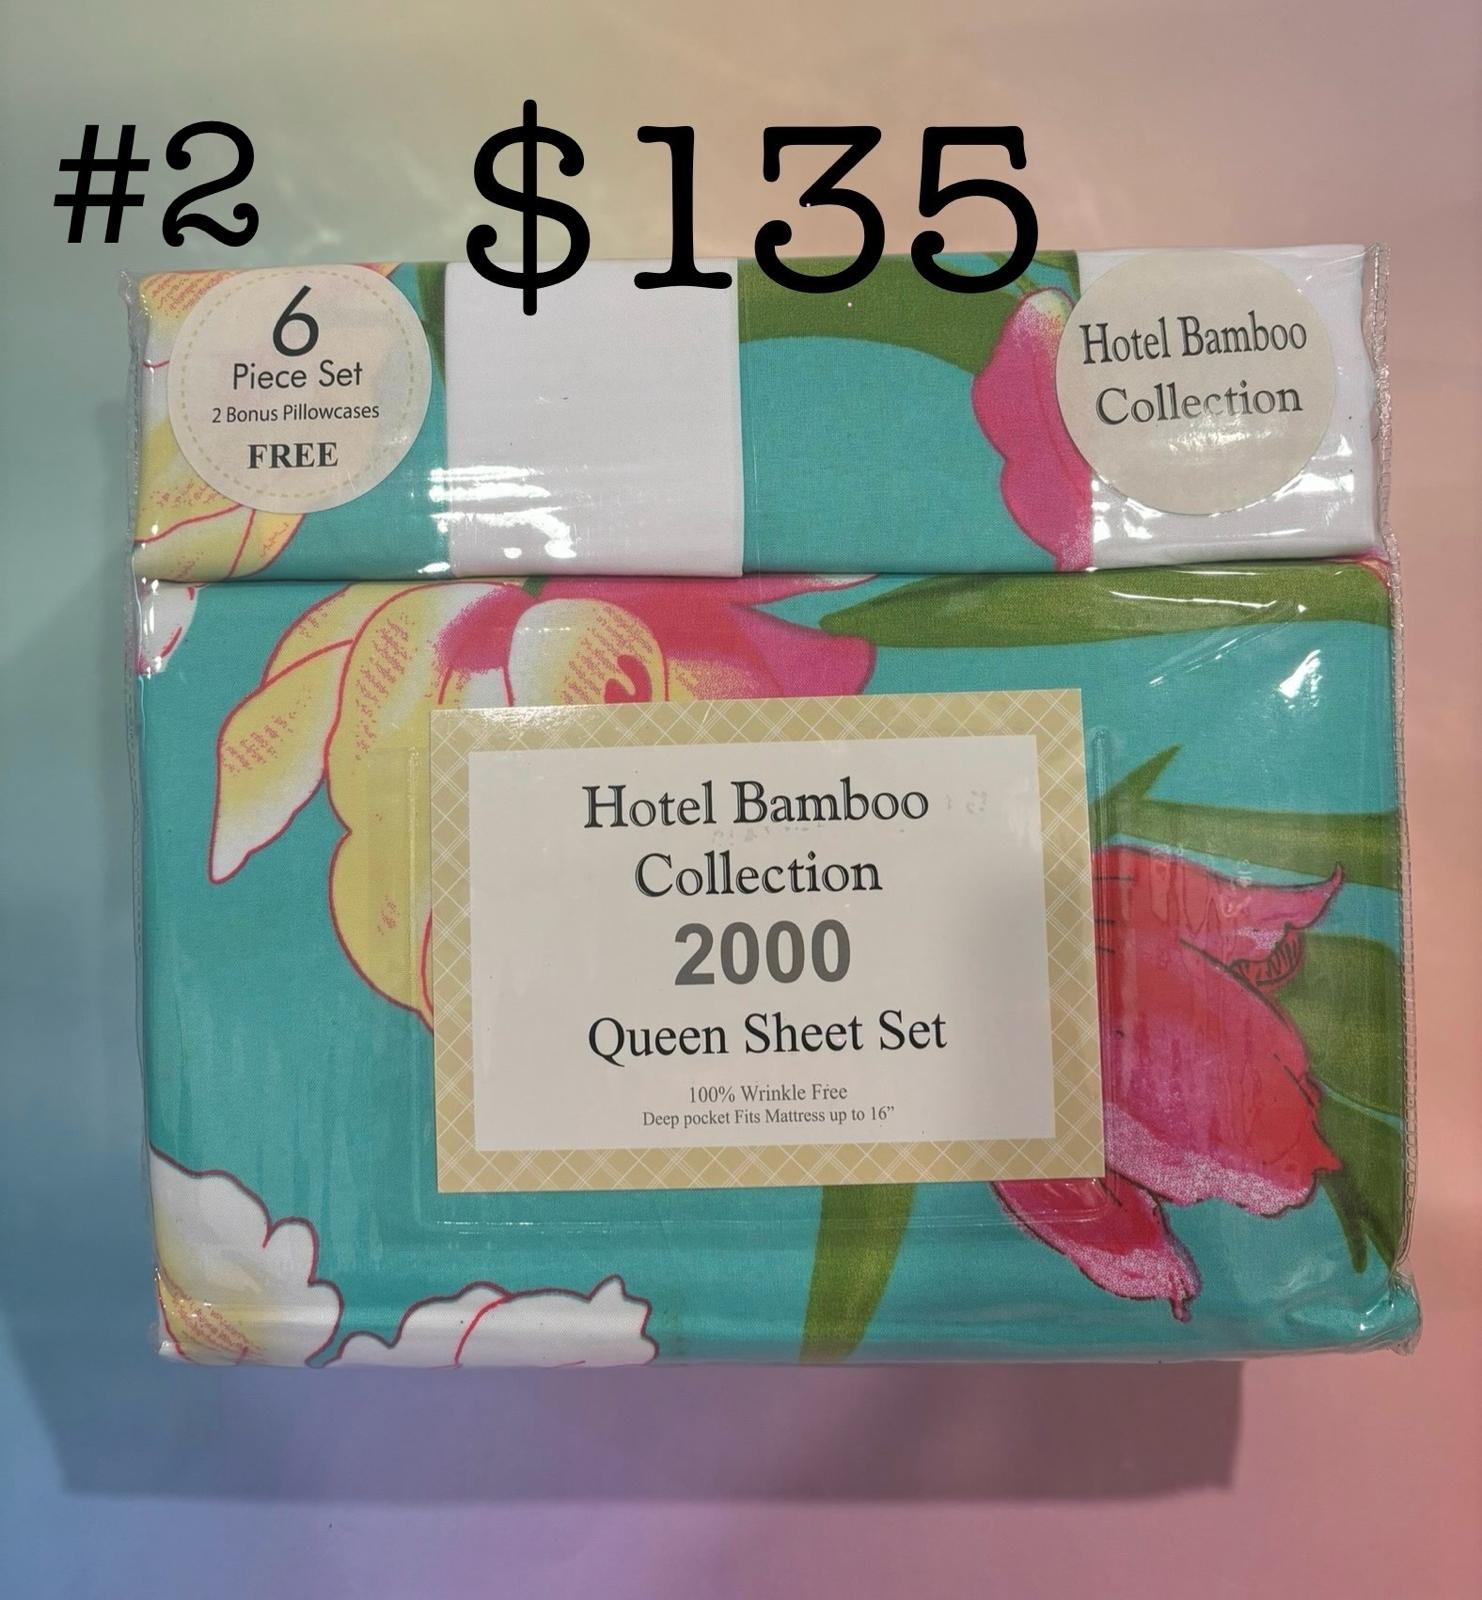 #2 $135
6
Piece Set
2 Bonus Pillowcases
FREE
Hotel Bamboo
Collection
Hotel Bamboo
Collection
2000
Queen Sheet Set
100% Wrinkle Free
Deep pocket Fits Mattress up to 16”